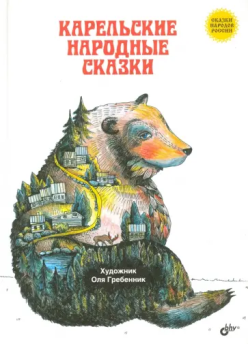 КАРЕЛЬСКИЕ
НАРОДНЫЕ
СКАЗКИ
СКАЗКИ
НАРОДОВ
РОССИИ
Художник
Оля Гребенник
bhv®